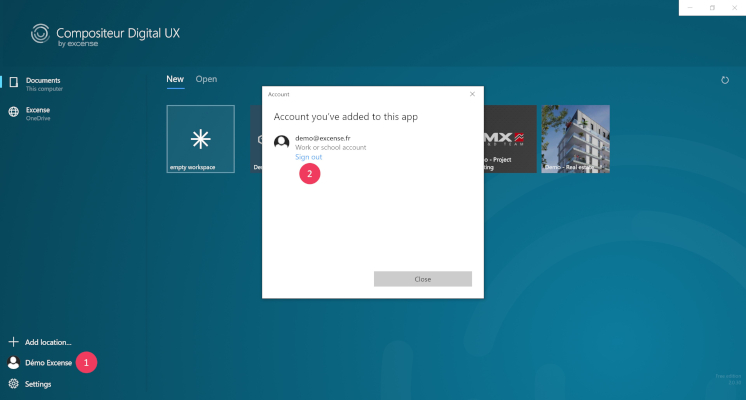 Compositeur Digital UX
by excense
Documents
This computer
Excense
OneDrive
New Open
empty workspace
De
MX
TEAM
o - Project
ting
Demo - Real estate
Account
Account you've added to this app
demo@excense.fr
Work or school account
Sign out
2
Close
Add location...
Démo Excense 1
Settings